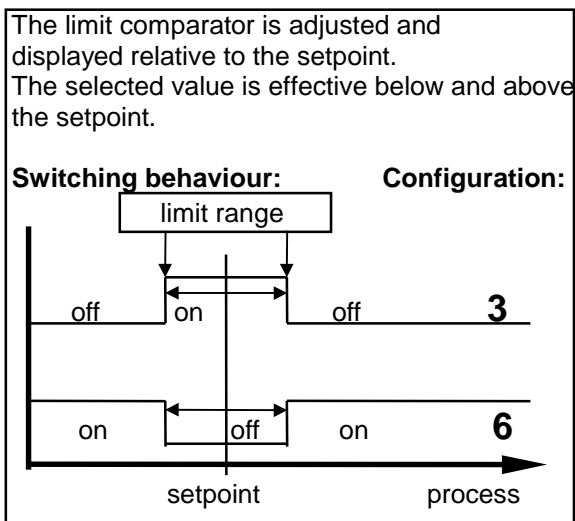 The limit comparator is adjusted and
displayed relative to the setpoint.
The selected value is effective below and above
the setpoint.
Switching behaviour: Configuration:
limit range
off on off 3
on off on 6
setpoint process